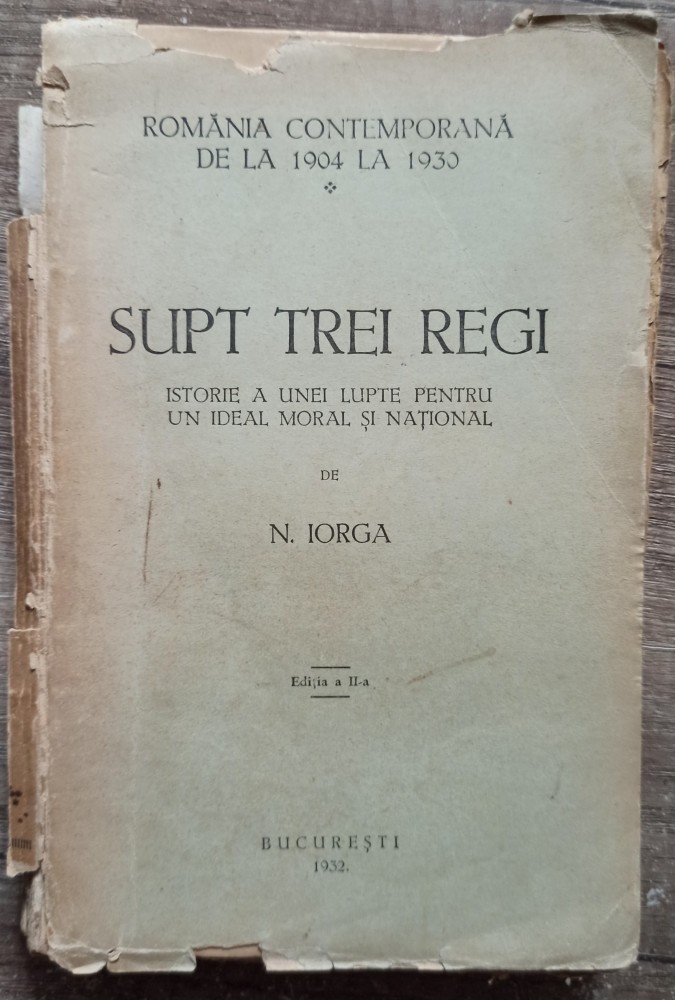 ROMÂNIA CONTEMPORANĂ
DE LA 1904 LA 1930
SUPT TREI REGI
ISTORIE A UNEI LUPTE PENTRU
UN IDEAL MORAL ȘI NAȚIONAL
DE
N. IORGA
Ediția a II-a
BUCUREȘTI
1932.